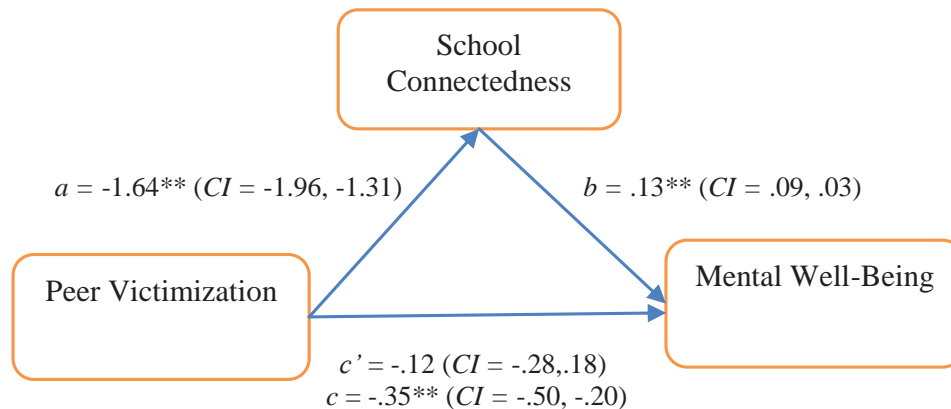 School
Connectedness
a = -1.64** (CI = -1.96, -1.31)
b = .13** (CI = .09, .03)
Peer Victimization
Mental Well-Being
c’ = -.12 (CI = -.28,.18)
c = -.35** (CI = -.50, -.20)